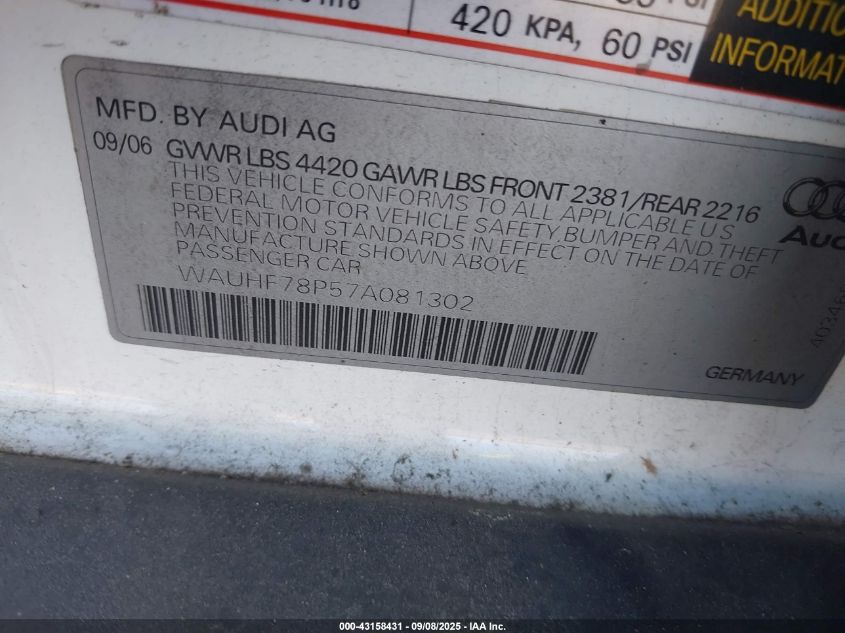 420 KPA, 60 PSI
INFORMAT
MFD. BY AUDI AG
09/06 GVWR LBS 4420 GAWR LBS FRONT 2381/REAR 2216
THIS VEHICLE CONFORMS TO ALL APPLICABLE US
FEDERAL MOTOR VEHICLE SAFETY, BUMPER AND THEFT
PREVENTION STANDARDS IN EFFECT ON THE DATE OF
MANUFACTURE SHOWN ABOVE
PASSENGER CAR
WAUHF78P57A081302
Audi
GERMANY
000-43158431 - 09/08/2025 - IAA Inc.